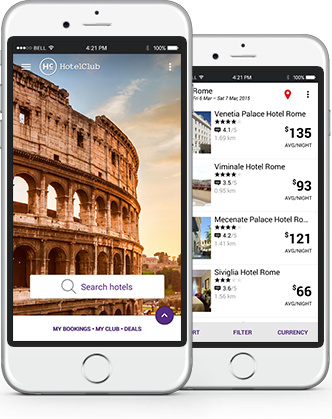 BELL 4:21 PM
HC HotelClub
Search hotels
MY BOOKINGS • MY CLUB • DEALS
4:21 PM
Rome
Fri 6 Mar – Sat 7 Mar, 2015
Venetia Palace Hotel Rome
4.1/5
1.69 km
$135
AVG/NIGHT
Viminale Hotel Rome
3.5/5
0.95 km
$93
AVG/NIGHT
Mecenate Palace Hotel Ro...
4.2/5
1.41 km
$121
AVG/NIGHT
Siviglia Hotel Rome
3.6/5
1.56 km
$66
AVG/NIGHT
RT FILTER CURRENCY